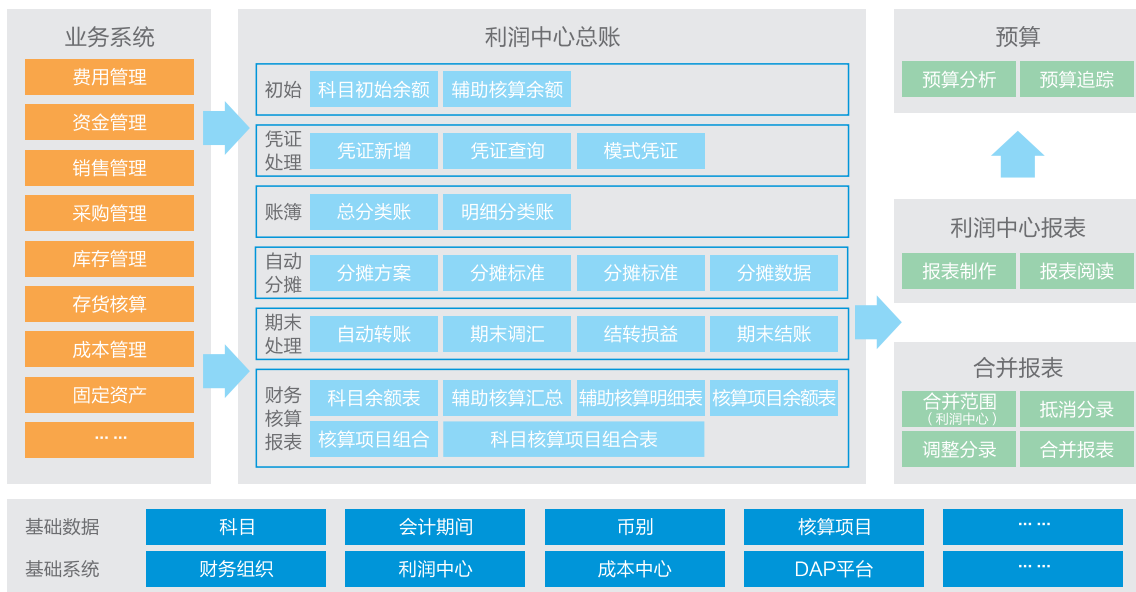 业务系统
费用管理
资金管理
销售管理
采购管理
库存管理
存货核算
成本管理
固定资产
... ...
利润中心总账
初始
科目初始余额
辅助核算余额
凭证
处理
凭证新增
凭证查询
模式凭证
账簿
总分类账
明细分类账
自动
分摊
分摊方案
分摊标准
分摊标准
分摊数据
期末
处理
自动转账
期末调汇
结转损益
期末结账
财务
核算
报表
科目余额表
辅助核算汇总
辅助核算明细表
核算项目余额表
核算项目组合
科目核算项目组合表
预算
预算分析
预算追踪
利润中心报表
报表制作
报表阅读
合并报表
合并范围
（利润中心）
抵消分录
调整分录
合并报表
基础数据
科目
会计期间
币别
核算项目
... ...
基础系统
财务组织
利润中心
成本中心
DAP平台
... ...